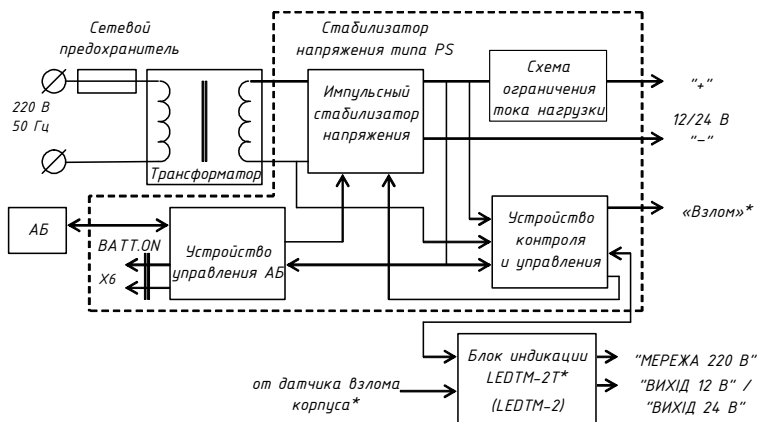 Сетевой
предохранитель
Стабилизатор
напряжения типа PS
220 В
50 Гц
Трансформатор
Импульсный
стабилизатор
напряжения
Схема
ограничения
тока нагрузки
"+"
12/24 В
"–"
АБ
BATT.ON
X6
Устройство
управления АБ
Устройство
контроля
и управления
«Взлом»*
от датчика взлома
корпуса*
Блок индикации
LEDTM-2T*
(LEDTM-2)
"МЕРЕЖА 220 В"
"ВИХІД 12 В" /
"ВИХІД 24 В"